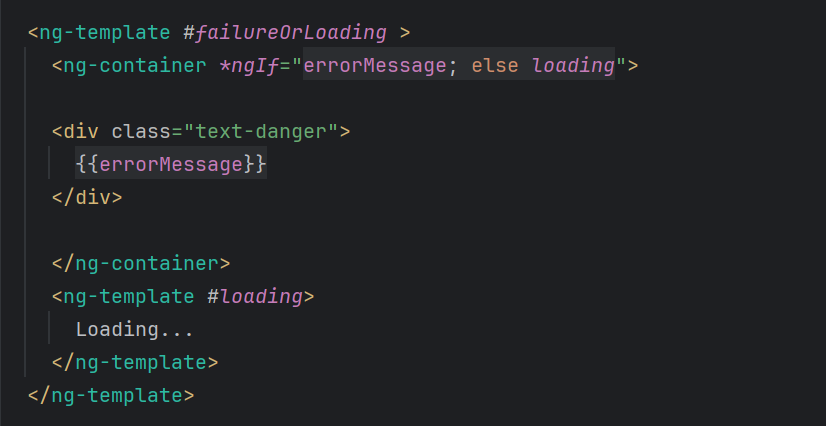 <ng-template #failureOrLoading >
<ng-container *ngIf="errorMessage; else loading">
<div class="text-danger">
{{errorMessage}}
</div>
</ng-container>
<ng-template #loading>
Loading...
</ng-template>
</ng-template>